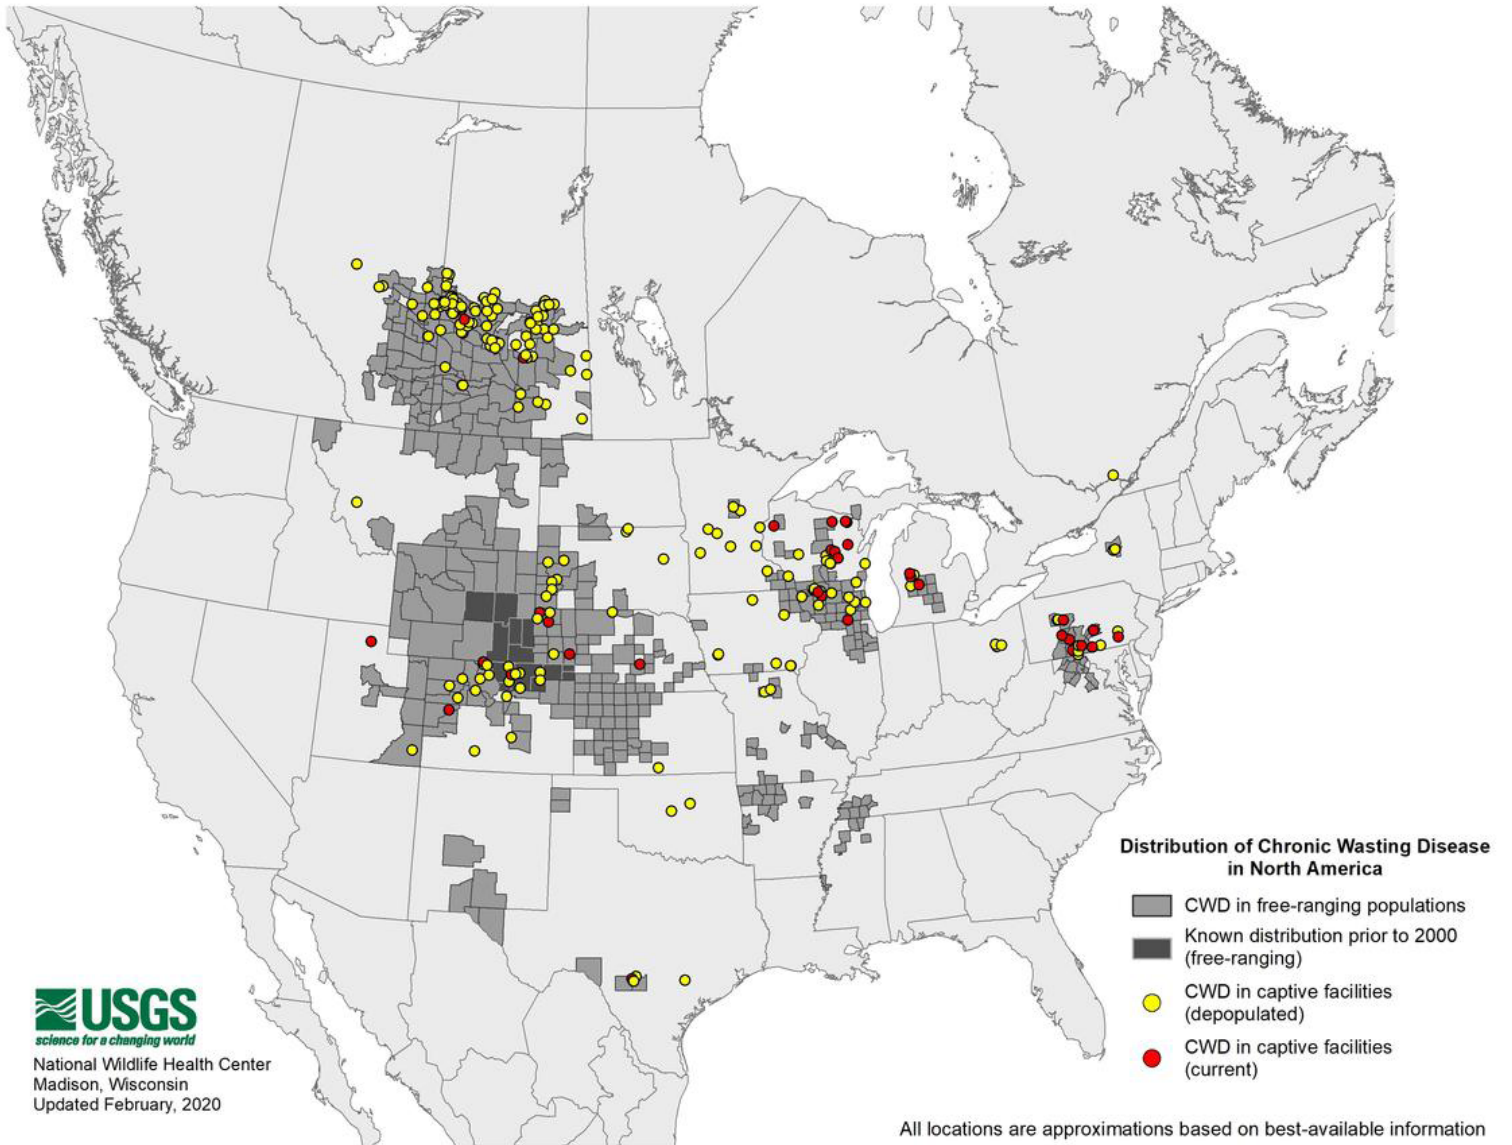 Distribution of Chronic Wasting Disease
in North America
CWD in free-ranging populations
Known distribution prior to 2000
(free-ranging)
CWD in captive facilities
(depopulated)
CWD in captive facilities
(current)
USGS
science for a changing world
National Wildlife Health Center
Madison, Wisconsin
Updated February, 2020
All locations are approximations based on best-available information